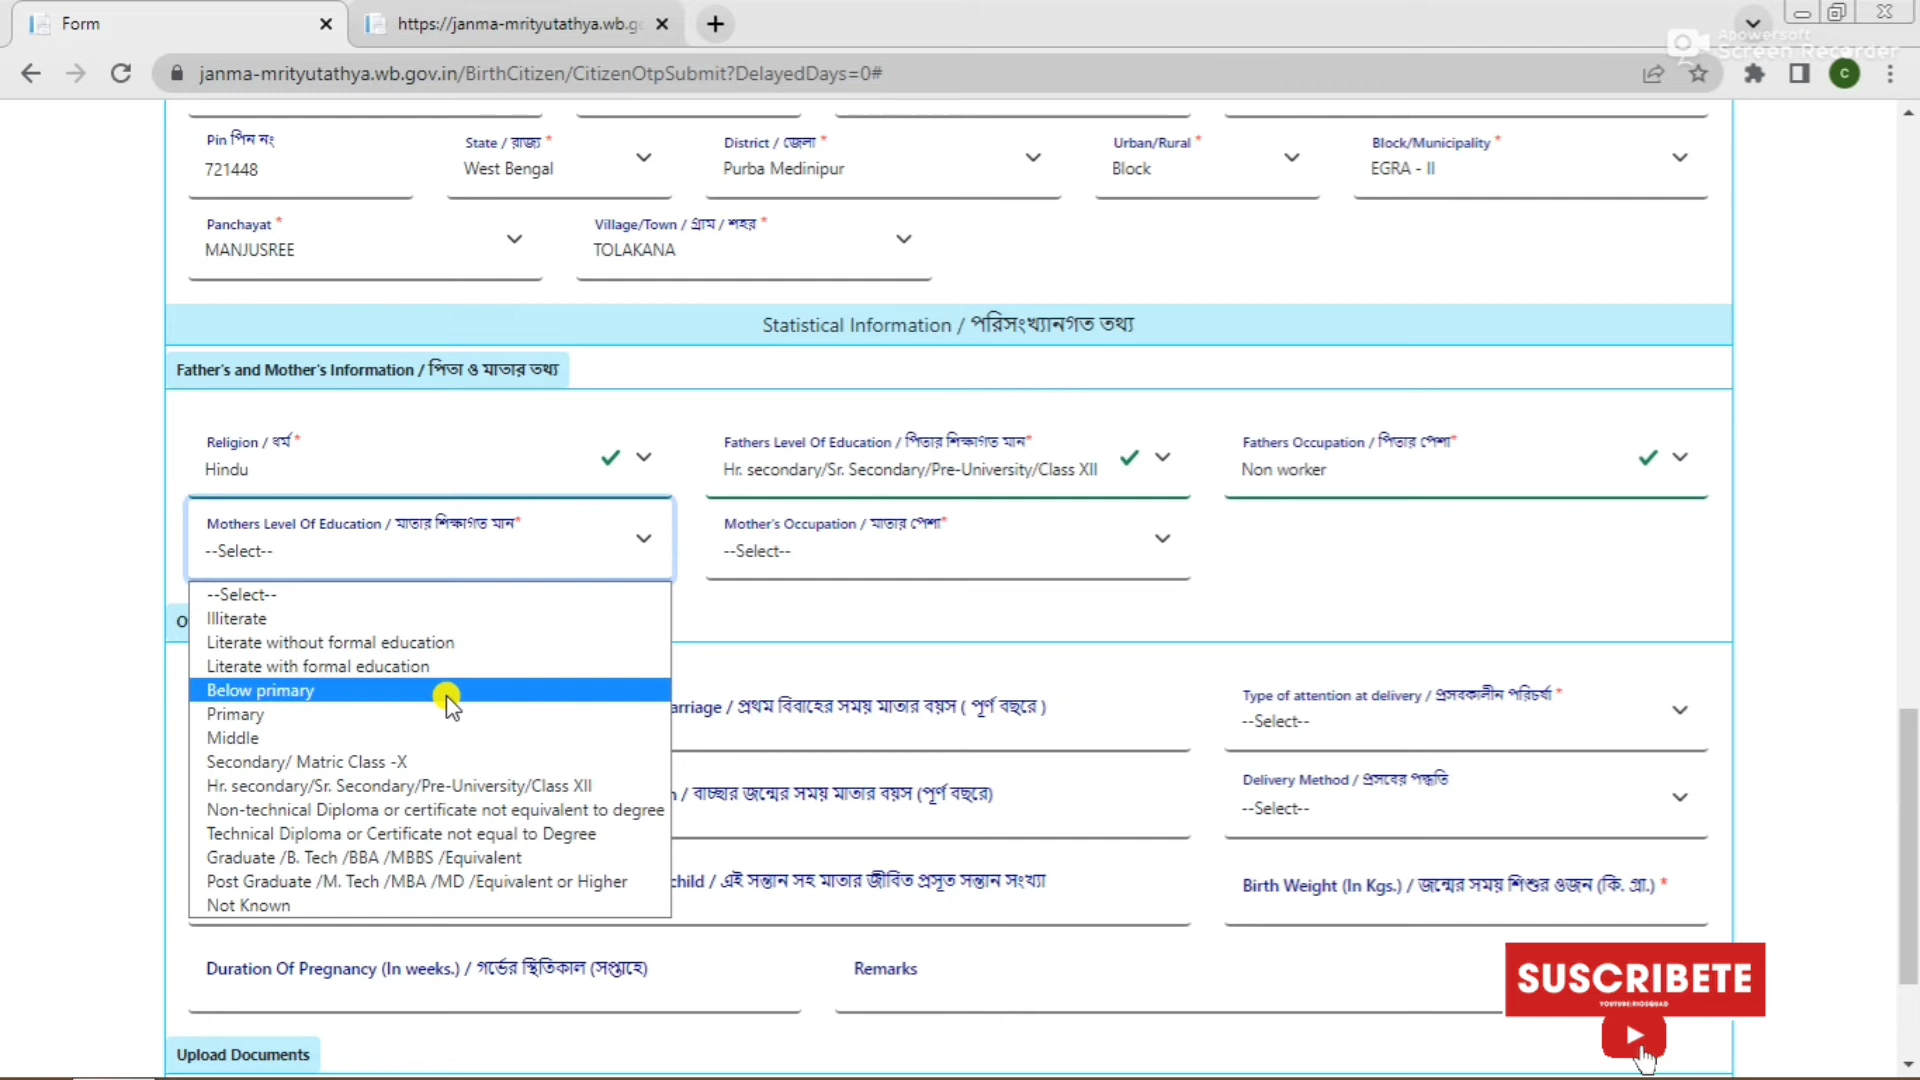 Form
https://janma-mrityutathya.wb.g
Apowersoft
Screen Recorder
janma-mrityutathya.wb.gov.in/BirthCitizen/CitizenOtpSubmit?DelayedDays=0#
C
Pin পিন নং
State / রাজ্য *
District / জেলা *
Urban/Rural *
Block/Municipality *
721448
West Bengal
Purba Medinipur
Block
EGRA - II
Panchayat *
Village/Town / গ্রাম / শহর *
MANJUSREE
TOLAKANA
Statistical Information / পরিসংখ্যানগত তথ্য
Father's and Mother's Information / পিতা ও মাতার তথ্য
Religion / ধর্ম *
Fathers Level Of Education / পিতার শিক্ষাগত মান*
Fathers Occupation / পিতার পেশা*
Hindu
Hr. secondary/Sr. Secondary/Pre-University/Class XII
Non worker
Mothers Level Of Education / মাতার শিক্ষাগত মান*
Mother's Occupation / মাতার পেশা*
--Select--
--Select--
--Select--
Illiterate
Literate without formal education
Literate with formal education
Below primary
Primary
Middle
Secondary/ Matric Class -X
Hr. secondary/Sr. Secondary/Pre-University/Class XII
Non-technical Diploma or certificate not equivalent to degree
Technical Diploma or Certificate not equal to Degree
Graduate /B. Tech /BBA /MBBS /Equivalent
Post Graduate /M. Tech /MBA /MD /Equivalent or Higher
Not Known
arriage / প্রথম বিবাহের সময় মাতার বয়স ( পূর্ণ বছরে )
Type of attention at delivery / প্রসবকালীন পরিচর্যা *
--Select--
n / বাচ্ছার জন্মের সময় মাতার বয়স (পূর্ণ বছরে)
Delivery Method / প্রসবের পদ্ধতি
--Select--
child / এই সন্তান সহ মাতার জীবিত প্রসূত সন্তান সংখ্যা
Birth Weight (In Kgs.) / জন্মের সময় শিশুর ওজন (কি. গ্রা.) *
Duration Of Pregnancy (In weeks.) / গর্ভের স্থিতিকাল (সপ্তাহে)
Remarks
SUSCRIBETE
Upload Documents